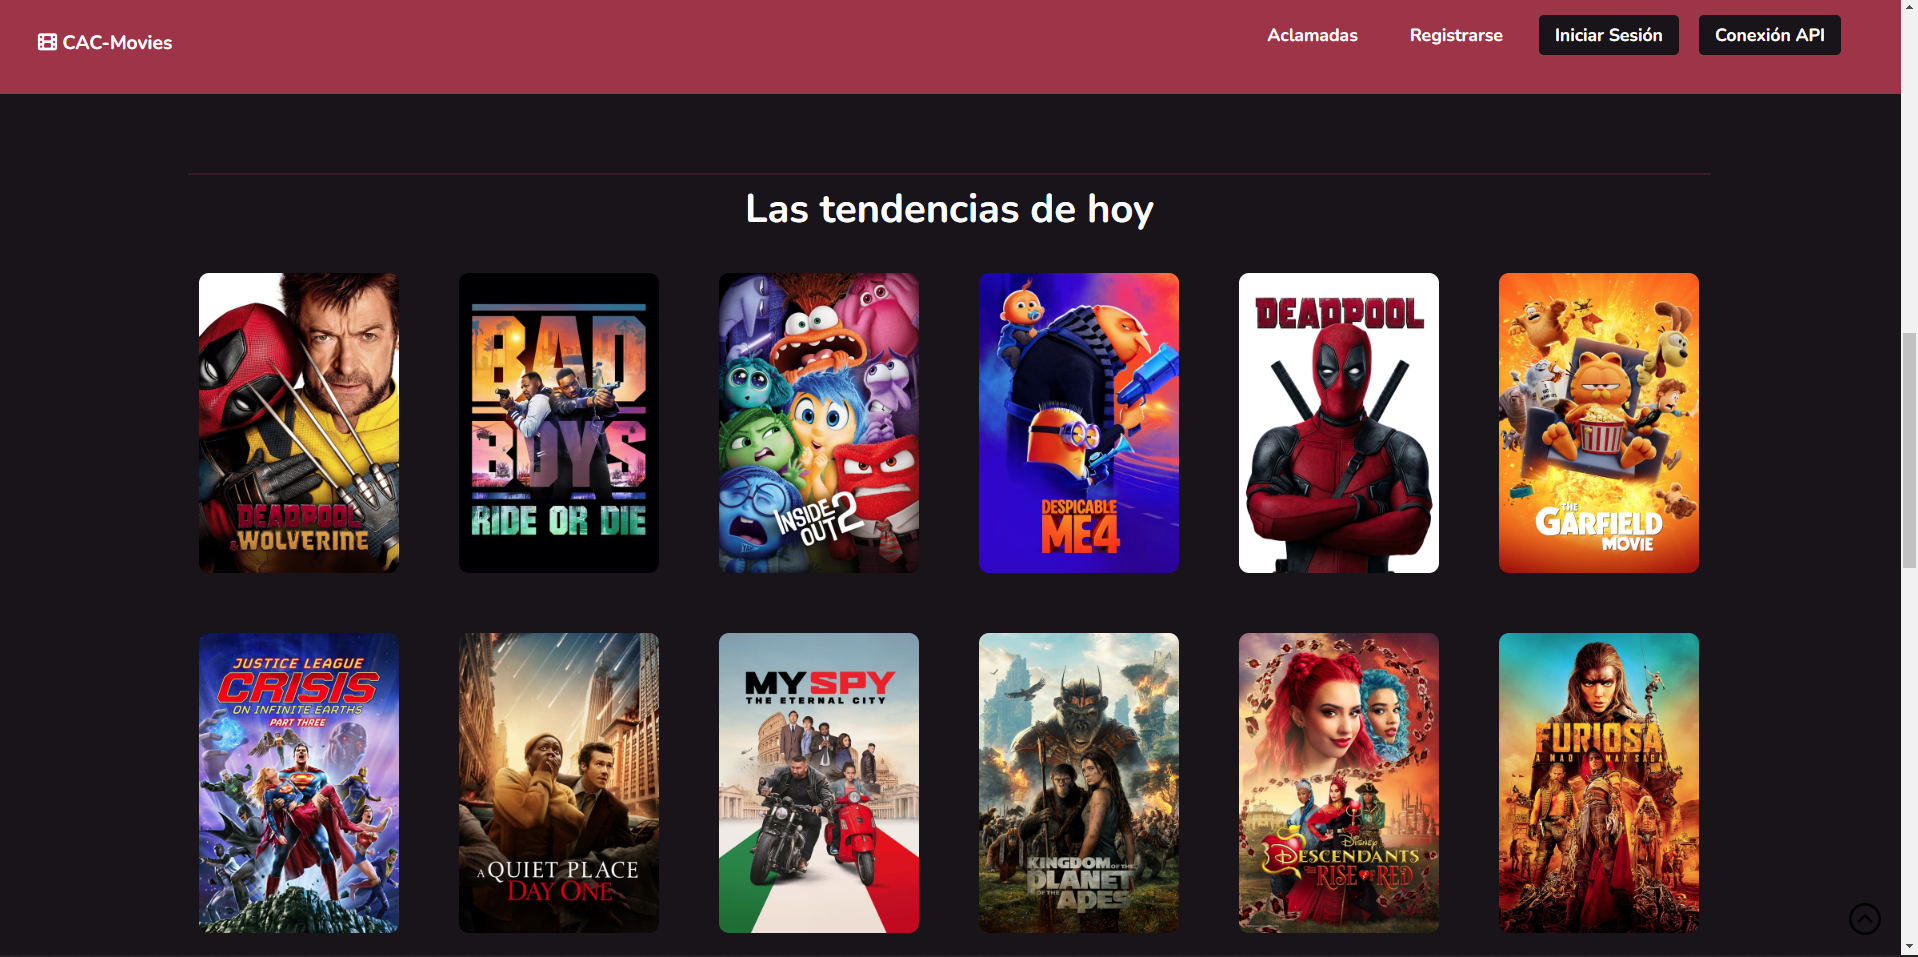 CAC-Movies
Aclamadas
Registrarse
Iniciar Sesión
Conexión API
Las tendencias de hoy
DEADPOOL
& WOLVERINE
BAD
BOYS
RIDE OR DIE
INSIDE
OUT 2
DESPICABLE
ME 4
DEADPOOL
THE
GARFIELD
MOVIE
JUSTICE LEAGUE
CRISIS
ON INFINITE EARTHS
PART THREE
A QUIET PLACE
DAY ONE
MY SPY
THE ETERNAL CITY
KINGDOM OF THE
PLANET
OF THE APES
Disney
DESCENDANTS
THE RISE OF RED
FURIOSA
A MAD MAX SAGA